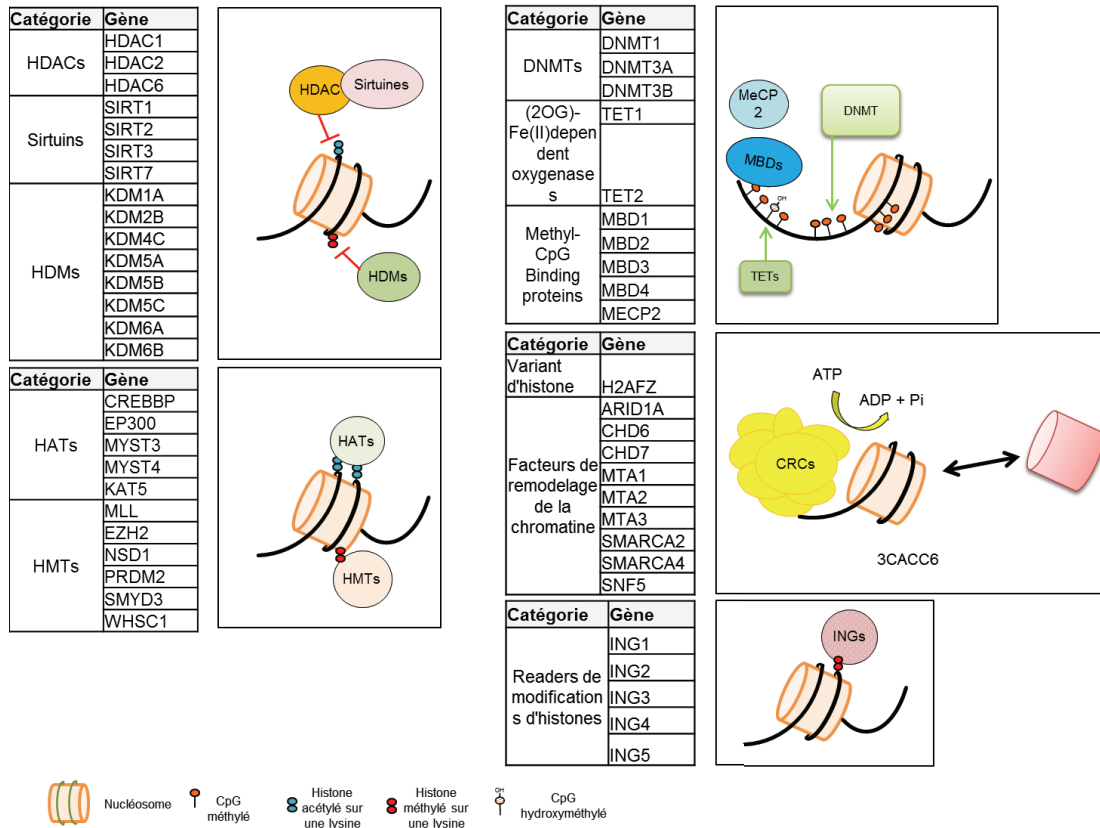 Catégorie Gène
HDACs
HDAC1
HDAC2
HDAC6
Sirtuins
SIRT1
SIRT2
SIRT3
SIRT7
HDMs
KDM1A
KDM2B
KDM4C
KDM5A
KDM5B
KDM5C
KDM6A
KDM6B
HDAC
Sirtuines
HDMs
Catégorie Gène
HATs
CREBBP
EP300
MYST3
MYST4
KAT5
HMTs
MLL
EZH2
NSD1
PRDM2
SMYD3
WHSC1
HATs
HMTs
Catégorie Gène
DNMTs
DNMT1
DNMT3A
DNMT3B
(2OG)-
Fe(II)depen
dent
oxygenase
s
TET1
TET2
Methyl-
CpG
Binding
proteins
MBD1
MBD2
MBD3
MBD4
MECP2
MeCP
2
MBDs
DNMT
OH
TETs
Catégorie Gène
Variant
d'histone
H2AFZ
Facteurs de
remodelage
de la
chromatine
ARID1A
CHD6
CHD7
MTA1
MTA2
MTA3
SMARCA2
SMARCA4
SNF5
ATP
ADP + Pi
CRCs
3CACC6
Catégorie Gène
Readers de
modification
s d'histones
ING1
ING2
ING3
ING4
ING5
INGs
Nucléosome
CpG
méthylé
Histone
acétylé sur
une lysine
Histone
méthylé sur
une lysine
OH
CpG
hydroxyméthylé